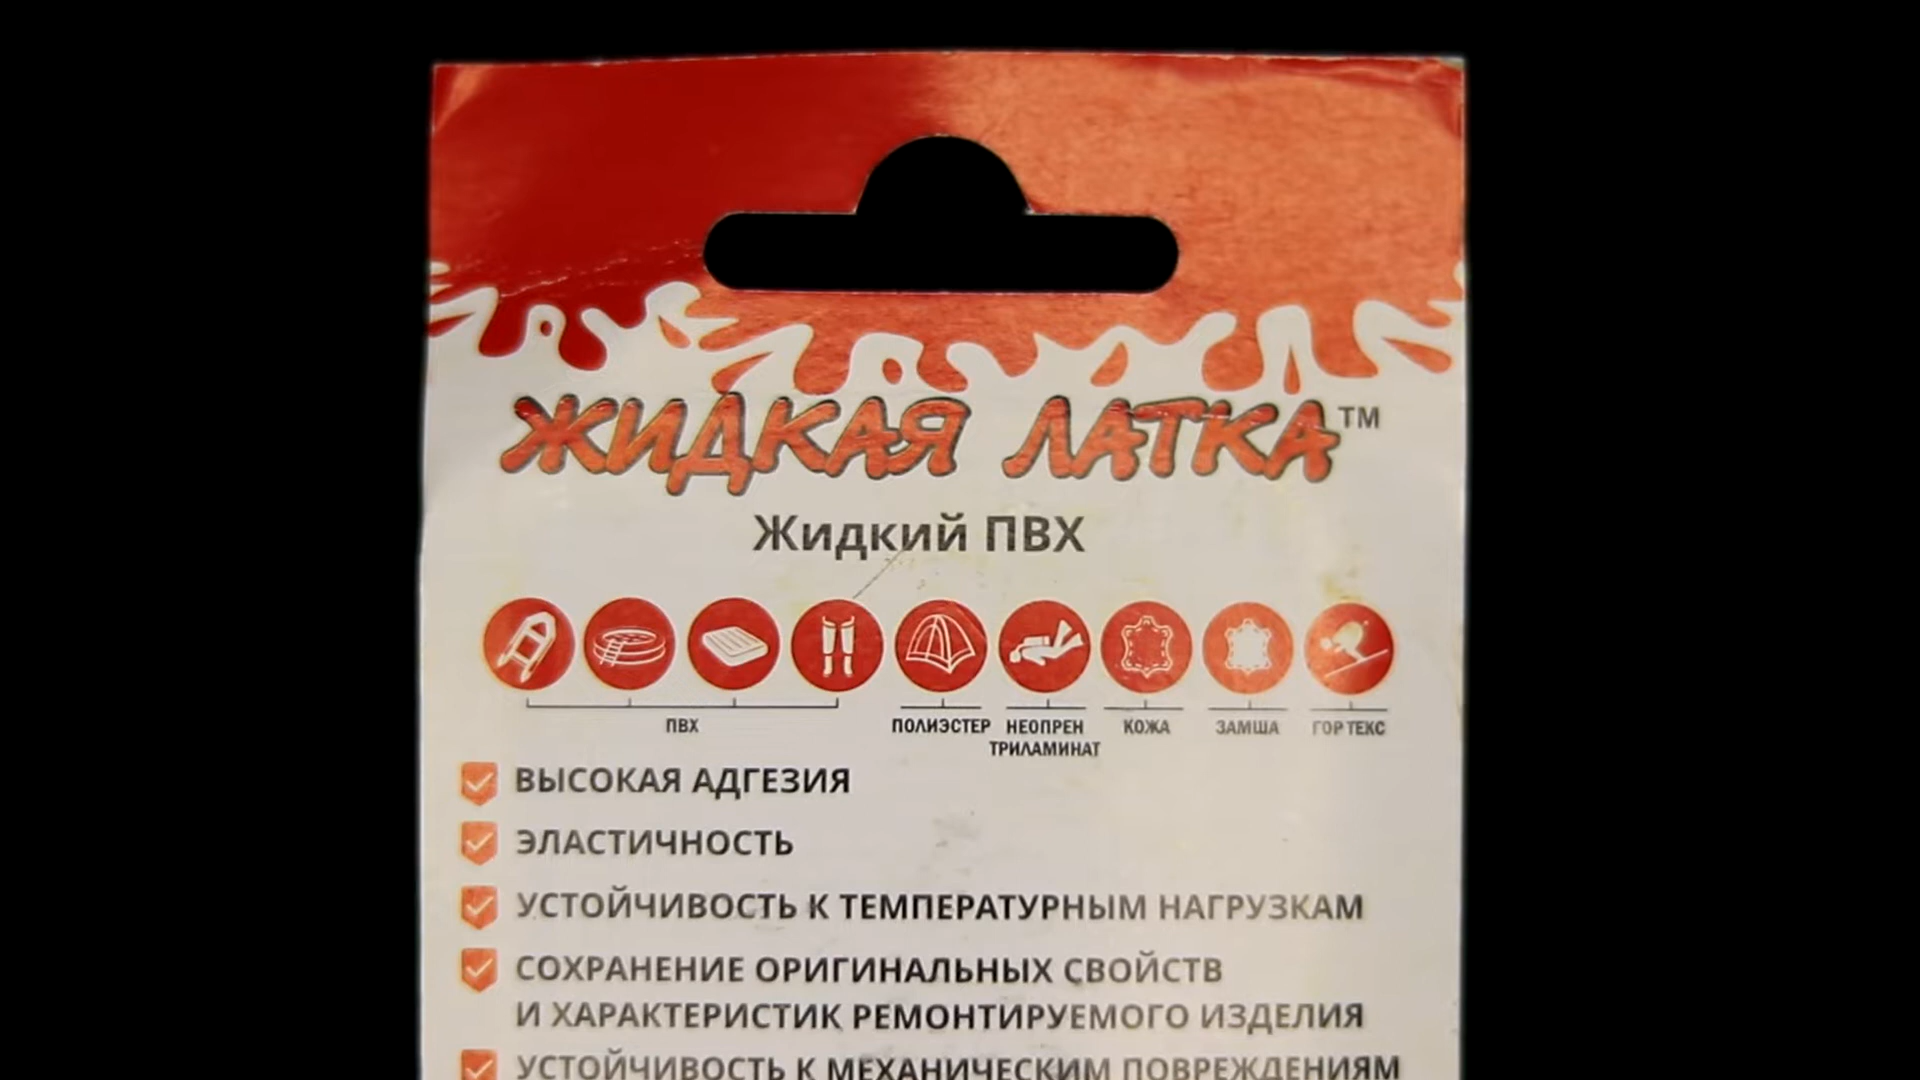 ЖИДКАЯ ЛАТКА™
Жидкий ПВХ
ПВХ ПОЛИЭСТЕР НЕОПРЕН КОЖА ЗАМША ГОР ТЕКС
ТРИЛАМИНАТ
ВЫСОКАЯ АДГЕЗИЯ
ЭЛАСТИЧНОСТЬ
УСТОЙЧИВОСТЬ К ТЕМПЕРАТУРНЫМ НАГРУЗКАМ
СОХРАНЕНИЕ ОРИГИНАЛЬНЫХ СВОЙСТВ
И ХАРАКТЕРИСТИК РЕМОНТИРУЕМОГО ИЗДЕЛИЯ
УСТОЙЧИВОСТЬ К МЕХАНИЧЕСКИМ ПОВРЕЖДЕНИЯМ